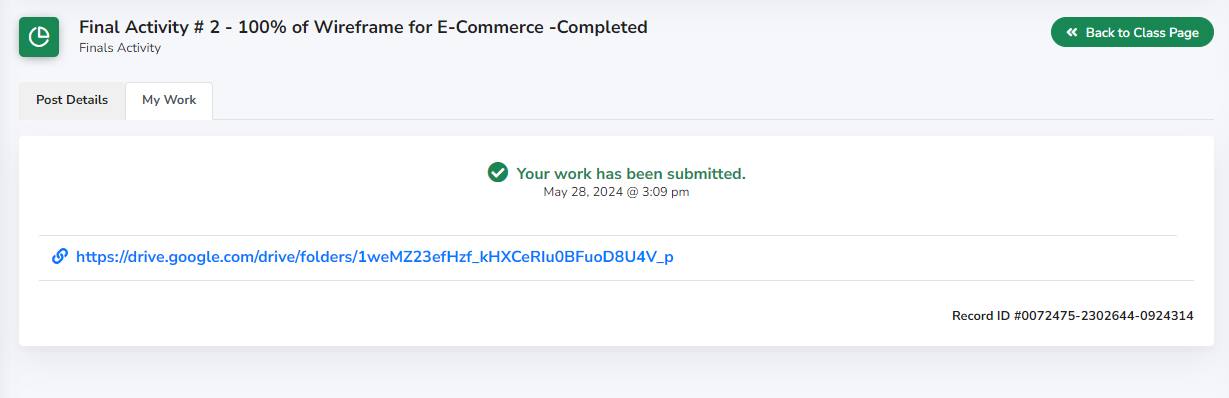 Final Activity # 2 - 100% of Wireframe for E-Commerce -Completed
Finals Activity
Back to Class Page
Post Details
My Work
Your work has been submitted.
May 28, 2024 @ 3:09 pm
https://drive.google.com/drive/folders/1weMZ23efHzf_kHXCeRIu0BFuoD8U4V_p
Record ID #0072475-2302644-0924314